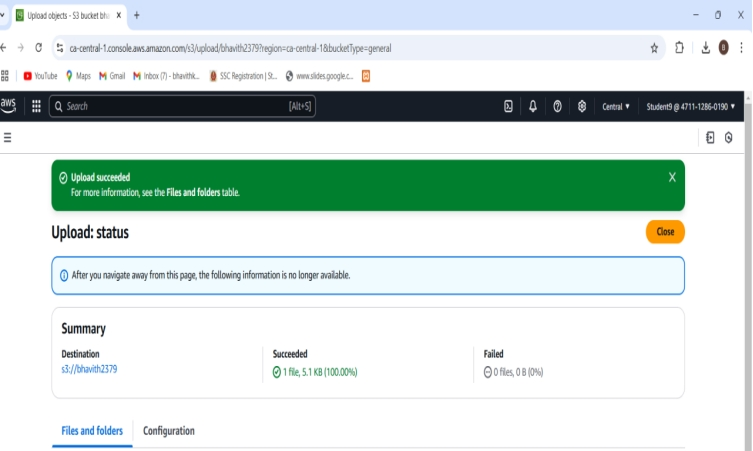 Upload objects - S3 bucket bha
ca-central-1.console.aws.amazon.com/s3/upload/bhavith2379?region=ca-central-1&bucketType=general
B
YouTube Maps Gmail Inbox (7) - bhavithk... SSC Registration | St... www.slides.google.c...
aws Search [Alt+S] Central ▼ Student9 @ 4711-1286-0190 ▼
Upload succeeded
For more information, see the Files and folders table.
Upload: status
Close
After you navigate away from this page, the following information is no longer available.
Summary
Destination Succeeded Failed
s3://bhavith2379 1 file, 5.1 KB (100.00%) 0 files, 0 B (0%)
Files and folders Configuration